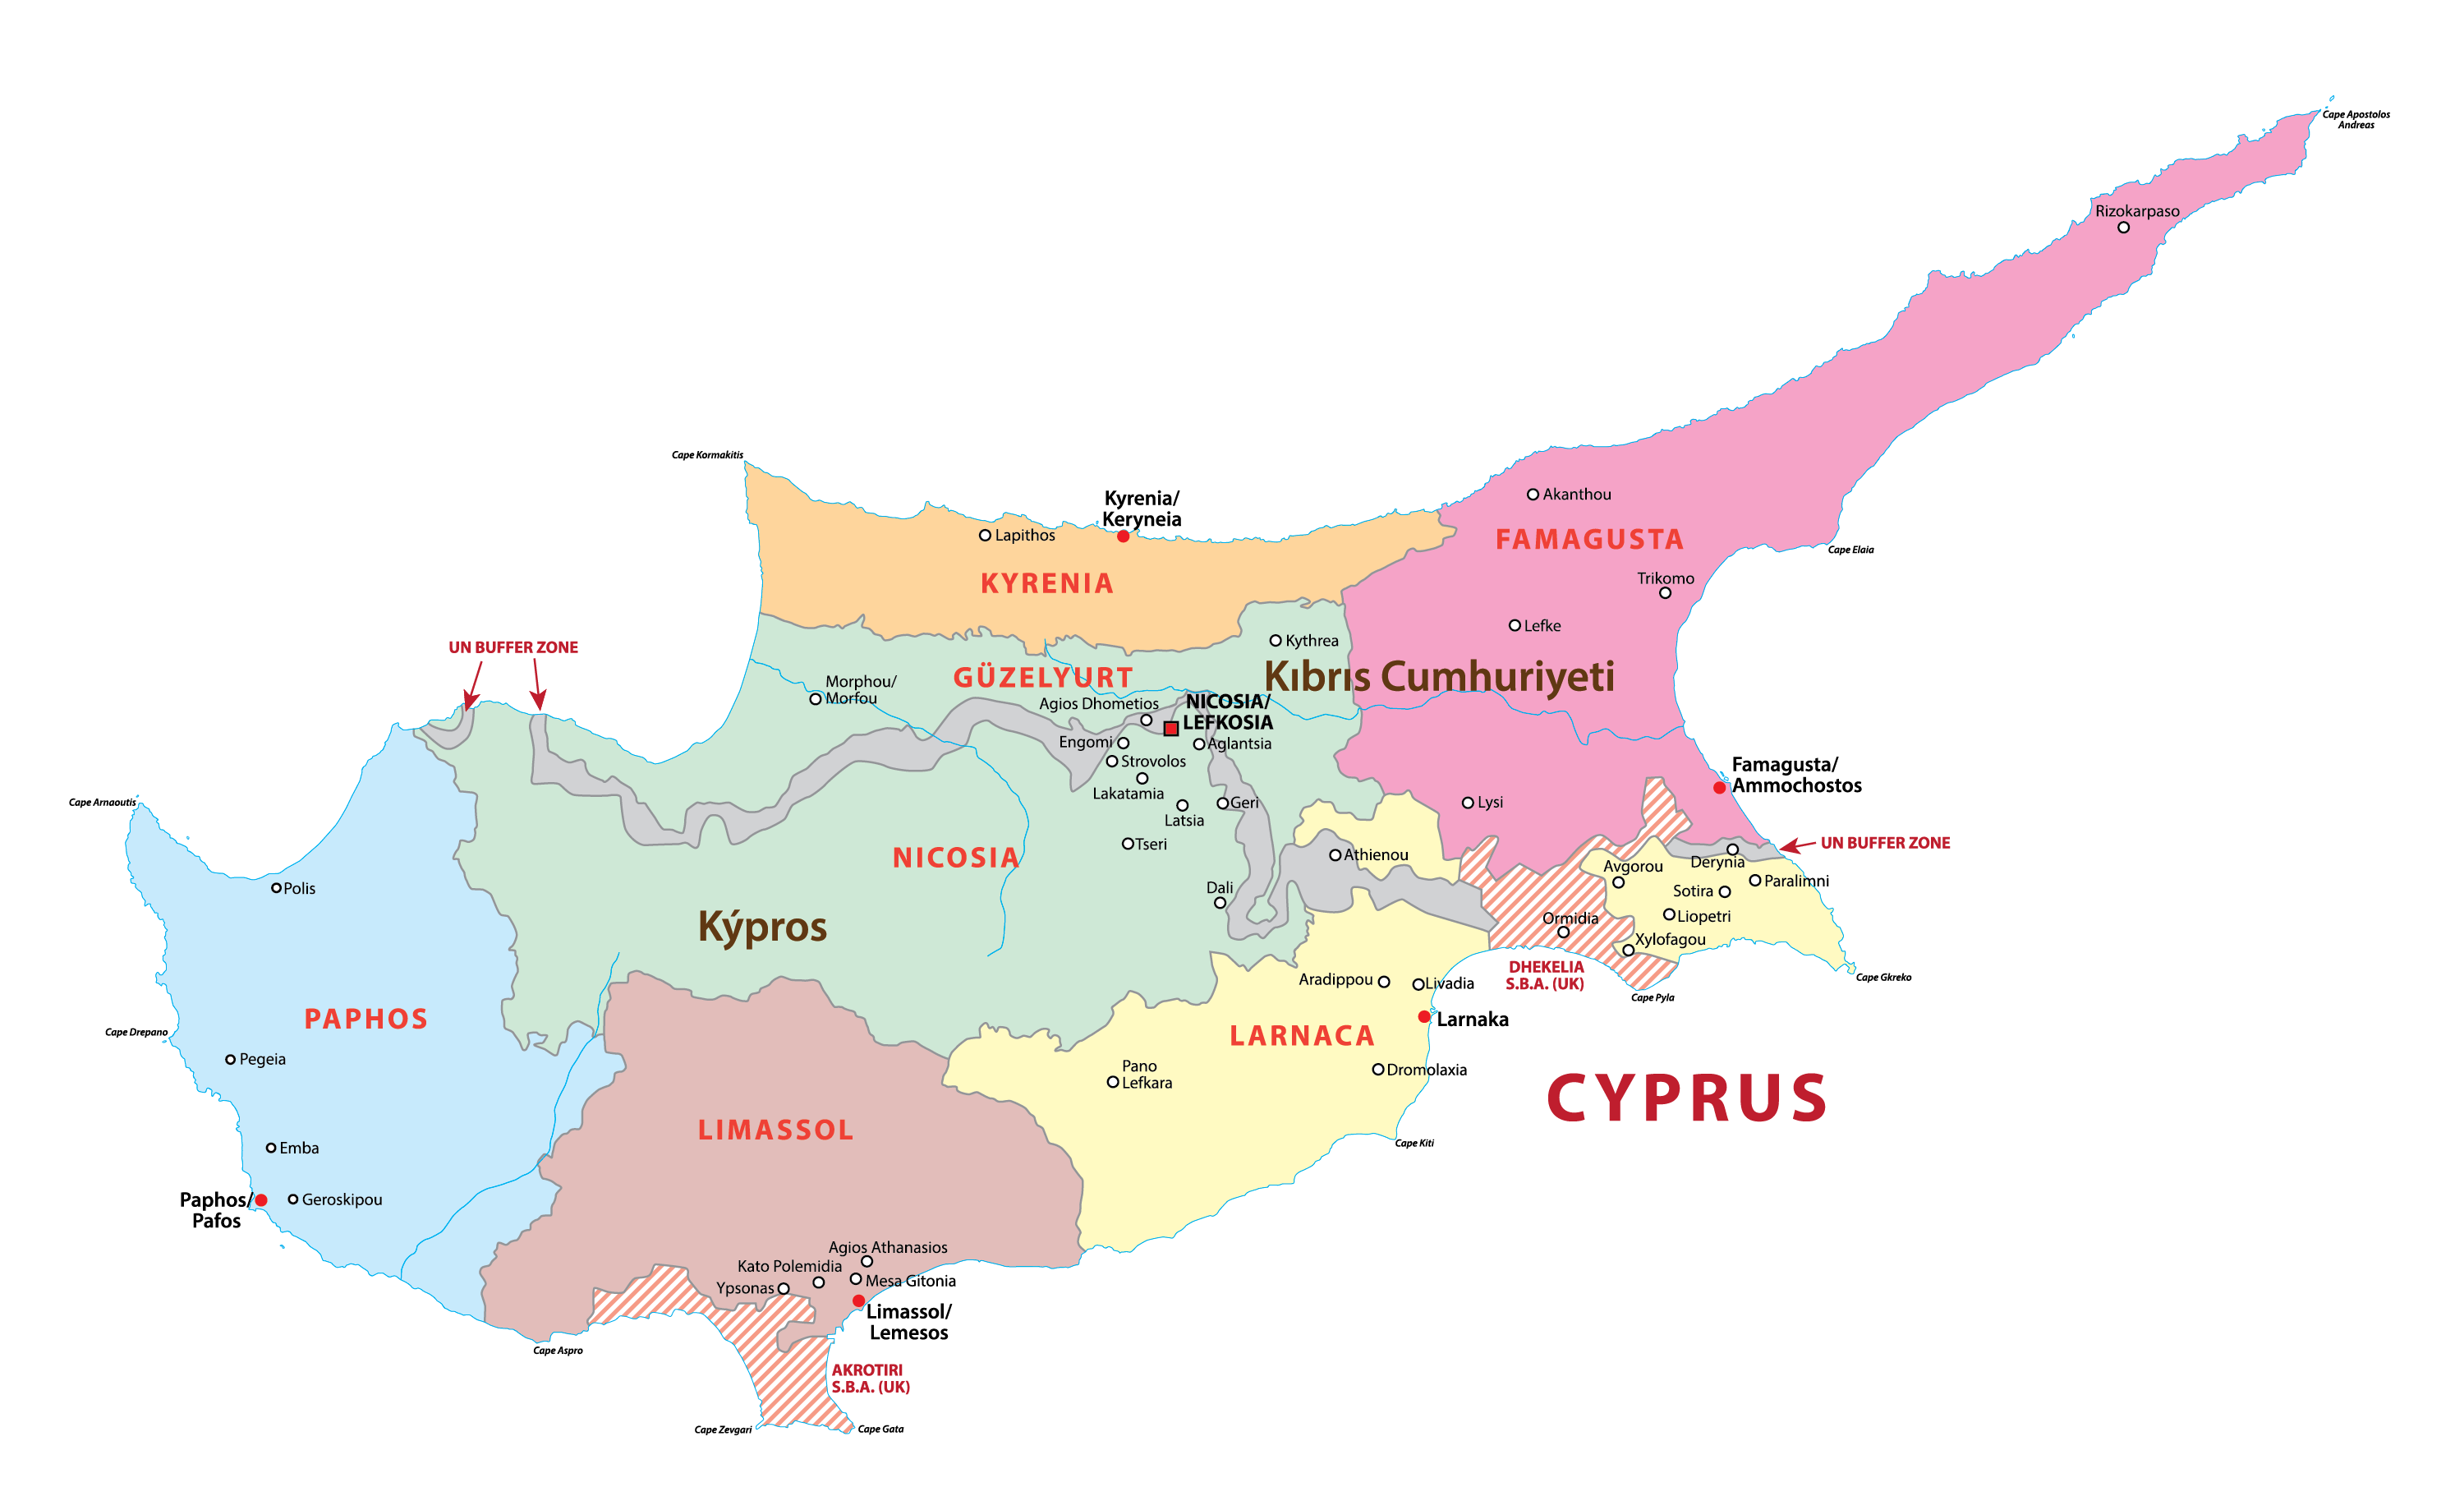 Cape Apostolos
Andreas
Rizokarpaso
Cape Kormakitis
Kyrenia/
Keryneia
Akanthou
Lapithos
FAMAGUSTA
Cape Elaia
KYRENIA
Trikomo
Lefke
Kythrea
UN BUFFER ZONE
GÜZELYURT
Kıbrıs Cumhuriyeti
Morphou/
Morfou
Agios Dhometios
NICOSIA/
LEFKOSIA
Engomi
Aglantsia
Strovolos
Famagusta/
Ammochostos
Lakatamia
Cape Arnaoutis
Geri
Lysi
Latsia
Tseri
UN BUFFER ZONE
NICOSIA
Athienou
Derynia
Avgorou
Paralimni
Polis
Dali
Sotira
Liopetri
Ormidia
Kýpros
Xylofagou
DHEKELIA
S.B.A. (UK)
Cape Gkreko
Aradippou
Livadia
Cape Pyla
PAPHOS
Larnaka
Cape Drepano
LARNACA
Pegeia
Pano
Lefkara
Dromolaxia
CYPRUS
LIMASSOL
Cape Kiti
Emba
Paphos/
Pafos
Geroskipou
Agios Athanasios
Kato Polemidia
Mesa Gitonia
Ypsonas
Limassol/
Lemesos
Cape Aspro
AKROTIRI
S.B.A. (UK)
Cape Zevgari
Cape Gata